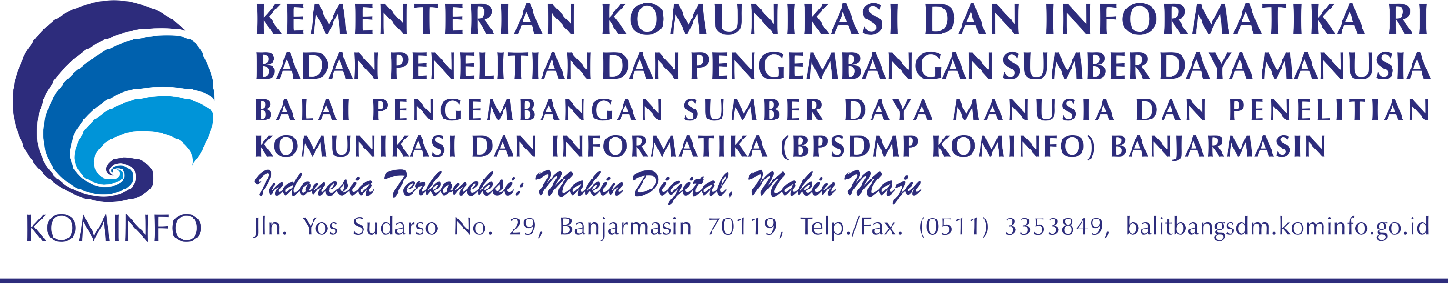 KEMENTERIAN KOMUNIKASI DAN INFORMATIKA RI
BADAN PENELITIAN DAN PENGEMBANGAN SUMBER DAYA MANUSIA
BALAI PENGEMBANGAN SUMBER DAYA MANUSIA DAN PENELITIAN
KOMUNIKASI DAN INFORMATIKA (BPSDMP KOMINFO) BANJARMASIN
Indonesia Terkoneksi: Makin Digital, Makin Maju
KOMINFO
Jln. Yos Sudarso No. 29, Banjarmasin 70119, Telp./Fax. (0511) 3353849, balitbangsdm.kominfo.go.id